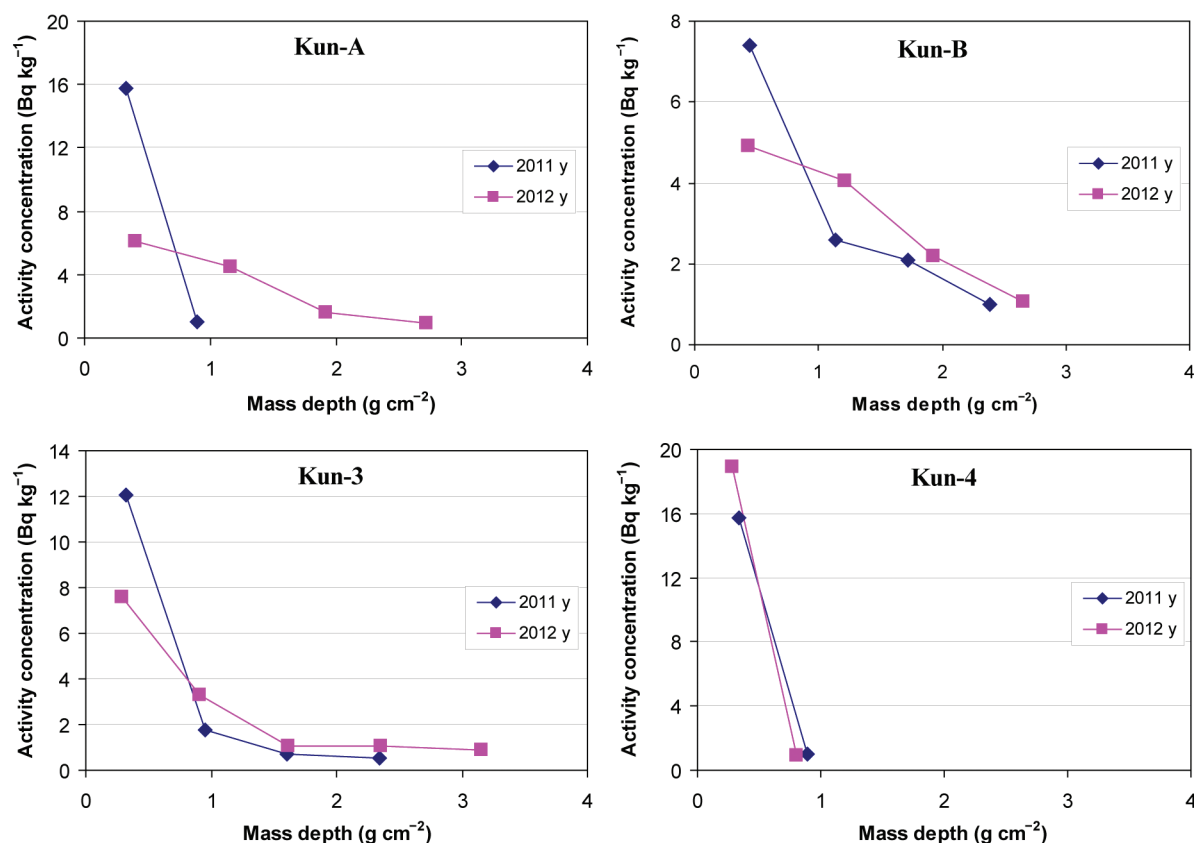 Kun-A
Activity concentration (Bq kg⁻¹)
20
16
12
8
4
0
0 1 2 3 4
Mass depth (g cm⁻²)
2011 y
2012 y
Kun-B
Activity concentration (Bq kg⁻¹)
8
6
4
2
0
0 1 2 3 4
Mass depth (g cm⁻²)
2011 y
2012 y
Kun-3
Activity concentration (Bq kg⁻¹)
14
12
10
8
6
4
2
0
0 1 2 3 4
Mass depth (g cm⁻²)
2011 y
2012 y
Kun-4
Activity concentration (Bq kg⁻¹)
20
16
12
8
4
0
0 1 2 3 4
Mass depth (g cm⁻²)
2011 y
2012 y